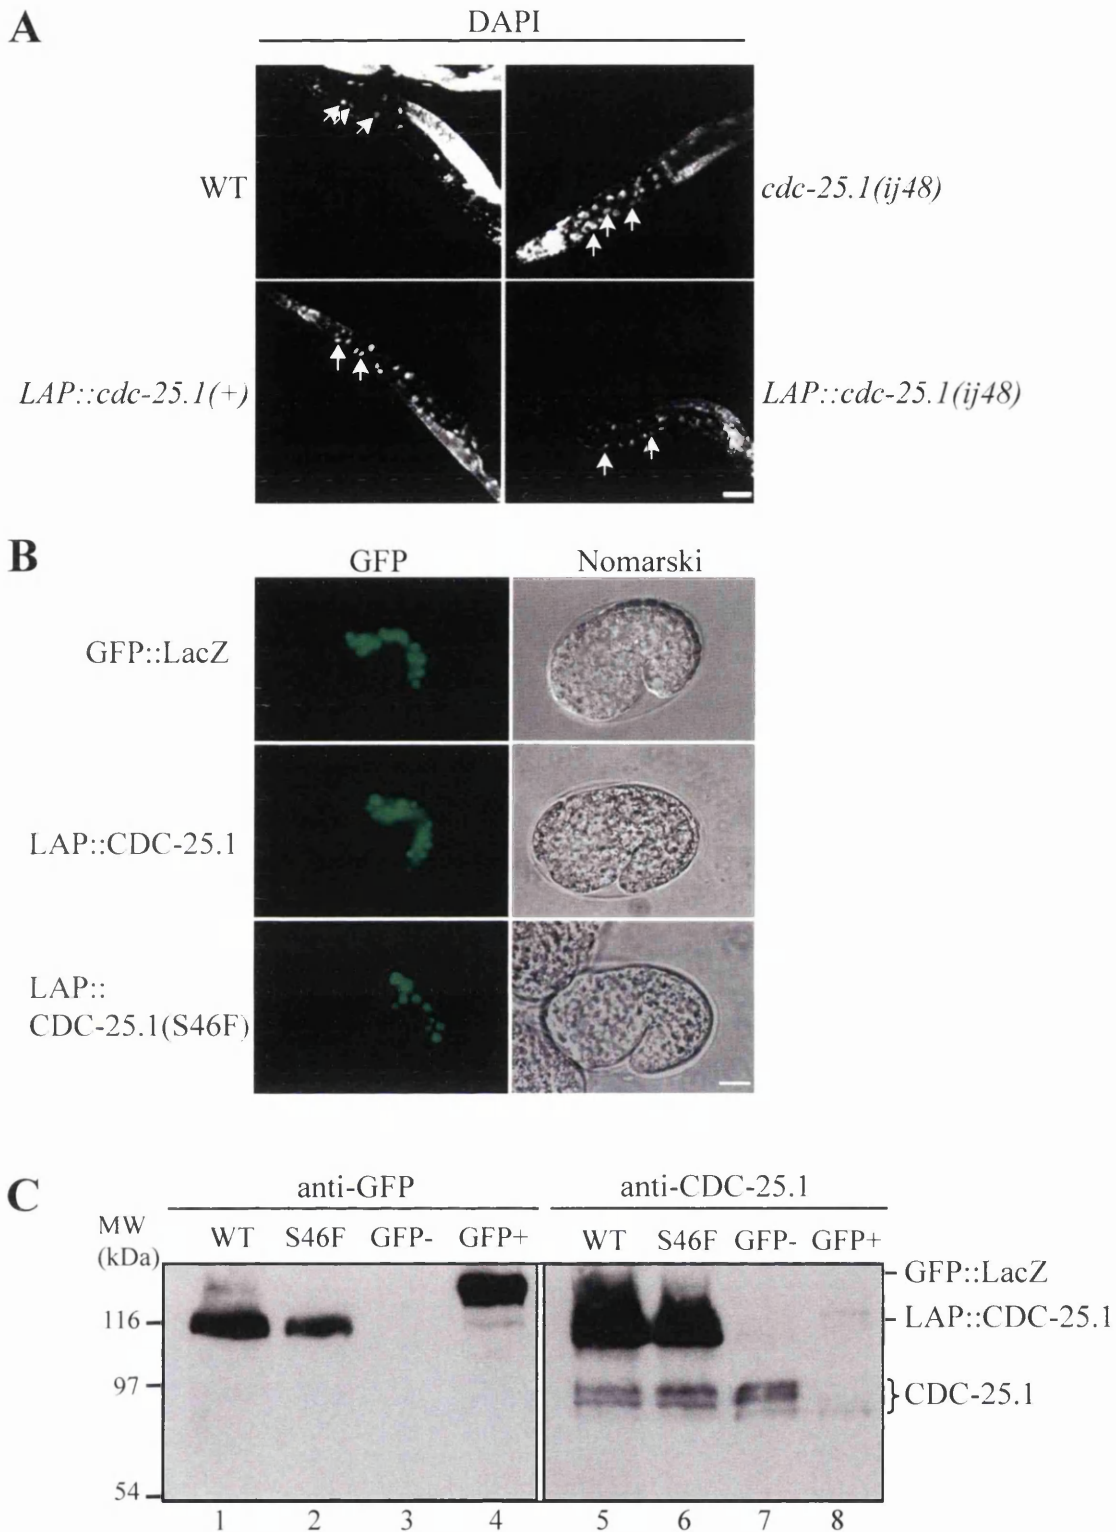 A
DAPI
WT
cdc-25.1(ij48)
LAP::cdc-25.1(+)
LAP::cdc-25.1(ij48)
B
GFP
Nomarski
GFP::LacZ
LAP::CDC-25.1
LAP::
CDC-25.1(S46F)
C
anti-GFP
anti-CDC-25.1
MW
(kDa)
WT S46F GFP- GFP+
WT S46F GFP- GFP+
GFP::LacZ
116
LAP::CDC-25.1
97
CDC-25.1
54
1 2 3 4 5 6 7 8